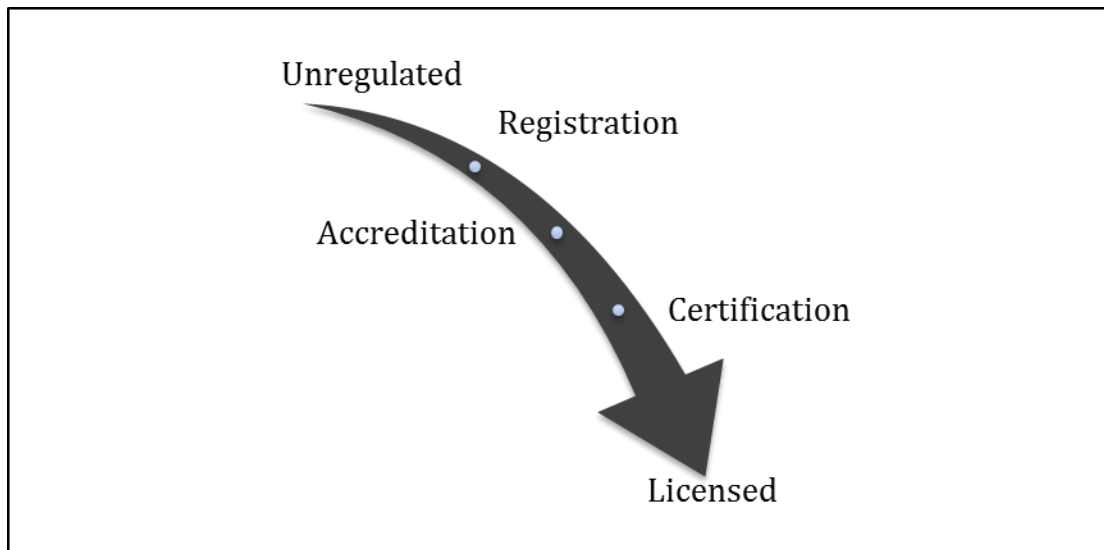 Unregulated
Registration
Accreditation
Certification
Licensed